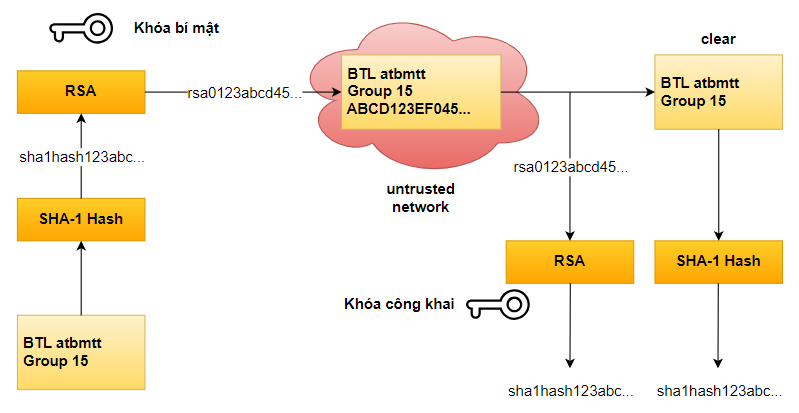 Khóa bí mật
clear
RSA
rsa0123abcd45...
BTL atbmtt
Group 15
ABCD123EF045...
BTL atbmtt
Group 15
sha1hash123abc...
rsa0123abcd45...
untrusted
network
SHA-1 Hash
RSA
SHA-1 Hash
Khóa công khai
BTL atbmtt
Group 15
sha1hash123abc...
sha1hash123abc...